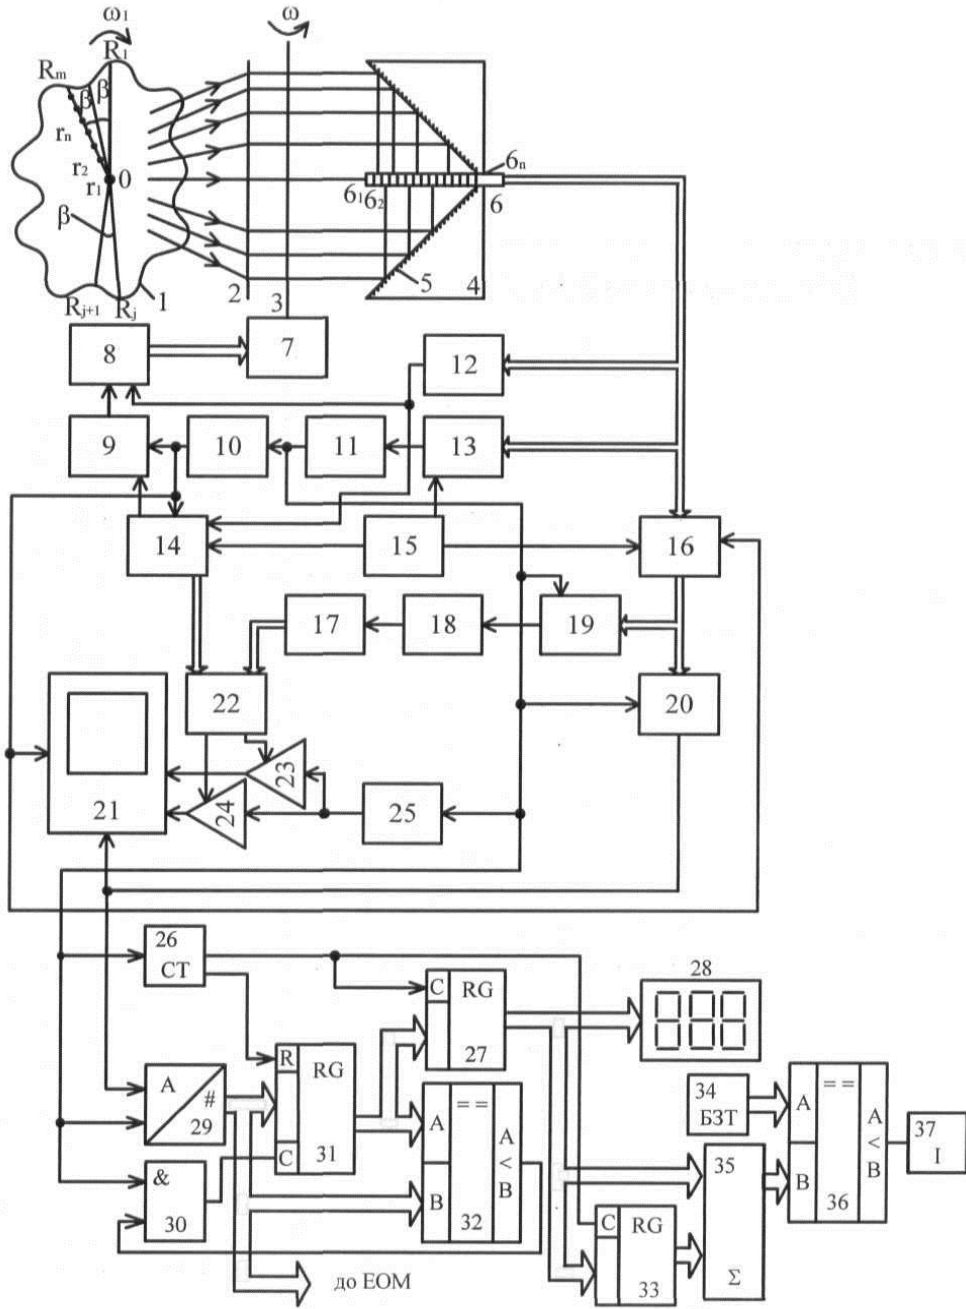 ω₁ ω
R₁
Rₘ
β β
rₙ
r₂
r₁ 0
β
Rⱼ₊₁ Rⱼ 1
2 3 5 4
6₁ 6₂ 6 6ₙ
8 7 12
9 10 11 13
14 15 16
17 18 19
22 20
21 23
24 25
26
CT
C RG
27
28
A #
29
R RG
C 31
A == A < B
B 32
34
БЗТ
A == A < B
B 36
37
I
35
Σ
&
30
C RG
33
до ЕОМ